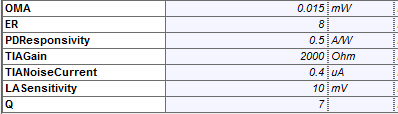 OMA 0.015 mW
ER 8
PDResponsivity 0.5 A/W
TIAGain 2000 Ohm
TIANoiseCurrent 0.4 uA
LASensitivity 10 mV
Q 7